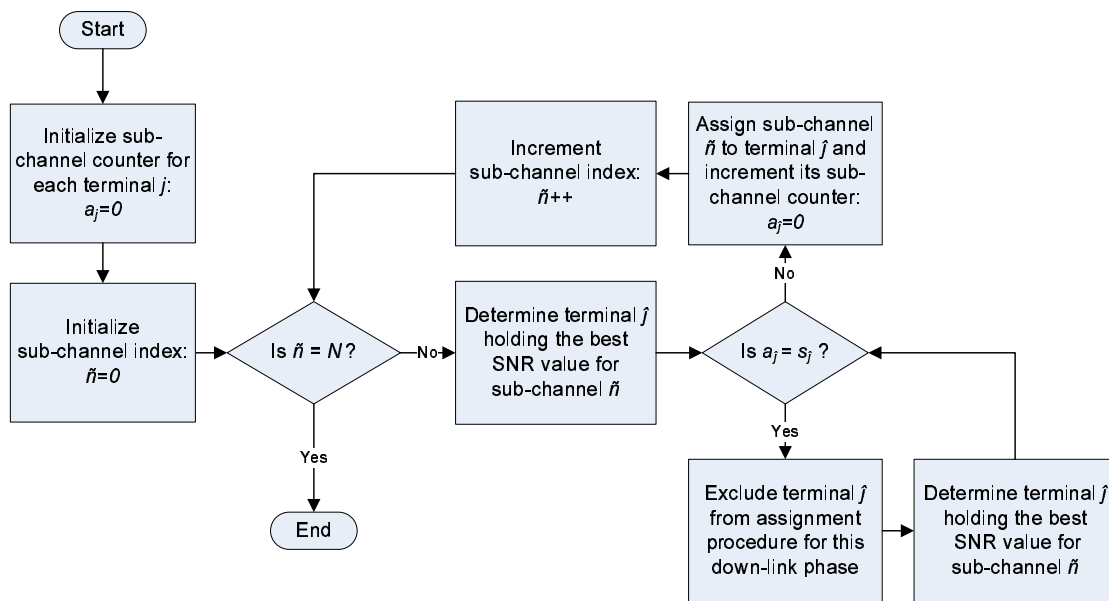 Start
Initialize sub-
channel counter for
each terminal j:
aⱼ=0
Initialize
sub-channel index:
ñ=0
Is ñ = N?
Yes
End
No
Increment
sub-channel index:
ñ++
Determine terminal ĵ
holding the best
SNR value for
sub-channel ñ
Assign sub-channel
ñ to terminal ĵ and
increment its sub-
channel counter:
a_ĵ=0
No
Is a_ĵ = s_ĵ ?
Yes
Exclude terminal ĵ
from assignment
procedure for this
down-link phase
Determine terminal ĵ
holding the best
SNR value for
sub-channel ñ